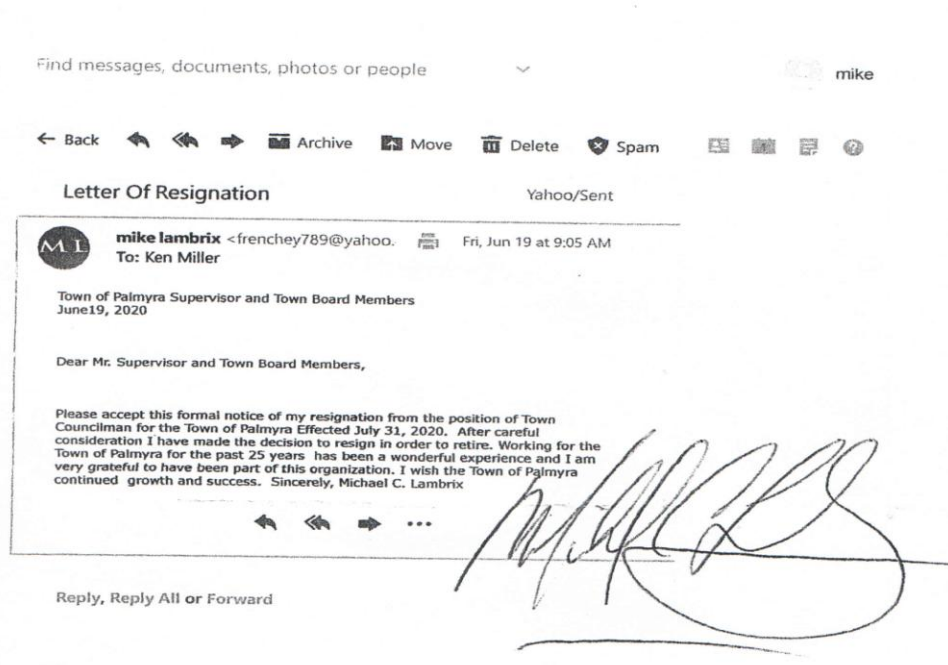 Find messages, documents, photos or people
mike
Back
Archive
Move
Delete
Spam
Letter Of Resignation
Yahoo/Sent
M L
mike lambrix <frenchey789@yahoo.
Fri, Jun 19 at 9:05 AM
To: Ken Miller
Town of Palmyra Supervisor and Town Board Members
June19, 2020
Dear Mr. Supervisor and Town Board Members,
Please accept this formal notice of my resignation from the position of Town
Councilman for the Town of Palmyra Effected July 31, 2020. After careful
consideration I have made the decision to resign in order to retire. Working for the
Town of Palmyra for the past 25 years has been a wonderful experience and I am
very grateful to have been part of this organization. I wish the Town of Palmyra
continued growth and success. Sincerely, Michael C. Lambrix
Reply, Reply All or Forward